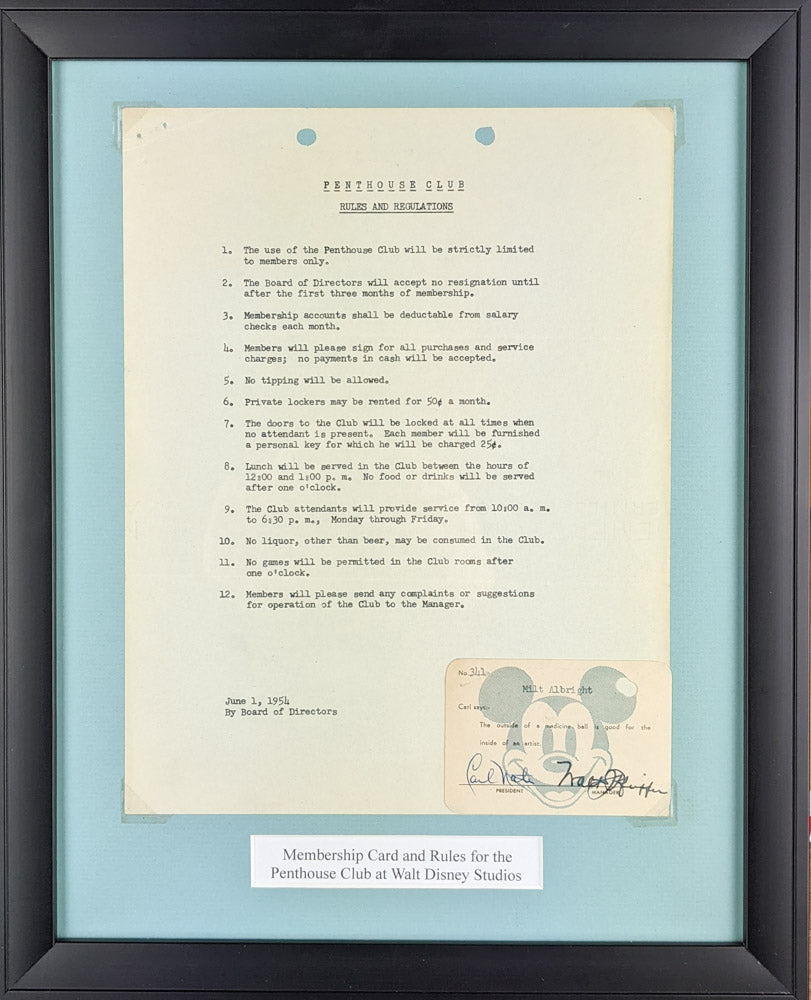 PENTHOUSE CLUB
RULES AND REGULATIONS
1. The use of the Penthouse Club will be strictly limited
to members only.
2. The Board of Directors will accept no resignation until
after the first three months of membership.
3. Membership accounts shall be deductable from salary
checks each month.
4. Members will please sign for all purchases and service
charges; no payments in cash will be accepted.
5. No tipping will be allowed.
6. Private lockers may be rented for 50¢ a month.
7. The doors to the Club will be locked at all times when
no attendant is present. Each member will be furnished
a personal key for which he will be charged 25¢.
8. Lunch will be served in the Club between the hours of
12:00 and 1:00 p. m. No food or drinks will be served
after one o'clock.
9. The Club attendants will provide service from 10:00 a. m.
to 6:30 p. m., Monday through Friday.
10. No liquor, other than beer, may be consumed in the Club.
11. No games will be permitted in the Club rooms after
one o'clock.
12. Members will please send any complaints or suggestions
for operation of the Club to the Manager.
June 1, 1954
By Board of Directors
No. 341
Milt Albright
Carl says:-
The outside of a medicine ball is good for the
inside of an artist.
Carl
PRESIDENT MANAGER
Membership Card and Rules for the
Penthouse Club at Walt Disney Studios